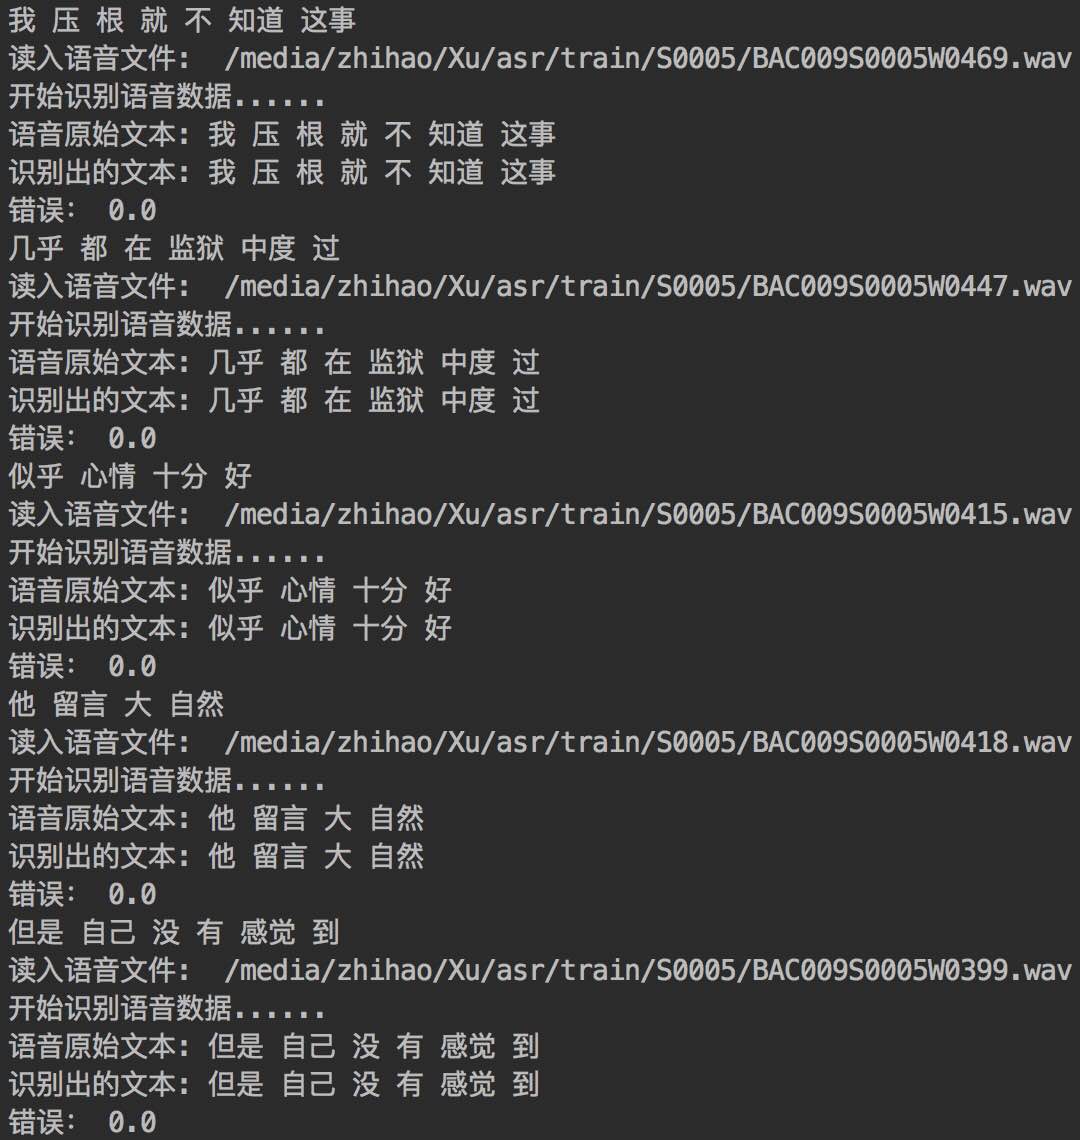 我 压 根 就 不 知道 这事
读入语音文件:  /media/zhihao/Xu/asr/train/S0005/BAC009S0005W0469.wav
开始识别语音数据......
语音原始文本: 我 压 根 就 不 知道 这事
识别出的文本: 我 压 根 就 不 知道 这事
错误:  0.0
几乎 都 在 监狱 中度 过
读入语音文件:  /media/zhihao/Xu/asr/train/S0005/BAC009S0005W0447.wav
开始识别语音数据......
语音原始文本: 几乎 都 在 监狱 中度 过
识别出的文本: 几乎 都 在 监狱 中度 过
错误:  0.0
似乎 心情 十分 好
读入语音文件:  /media/zhihao/Xu/asr/train/S0005/BAC009S0005W0415.wav
开始识别语音数据......
语音原始文本: 似乎 心情 十分 好
识别出的文本: 似乎 心情 十分 好
错误:  0.0
他 留言 大 自然
读入语音文件:  /media/zhihao/Xu/asr/train/S0005/BAC009S0005W0418.wav
开始识别语音数据......
语音原始文本: 他 留言 大 自然
识别出的文本: 他 留言 大 自然
错误:  0.0
但是 自己 没 有 感觉 到
读入语音文件:  /media/zhihao/Xu/asr/train/S0005/BAC009S0005W0399.wav
开始识别语音数据......
语音原始文本: 但是 自己 没 有 感觉 到
识别出的文本: 但是 自己 没 有 感觉 到
错误:  0.0